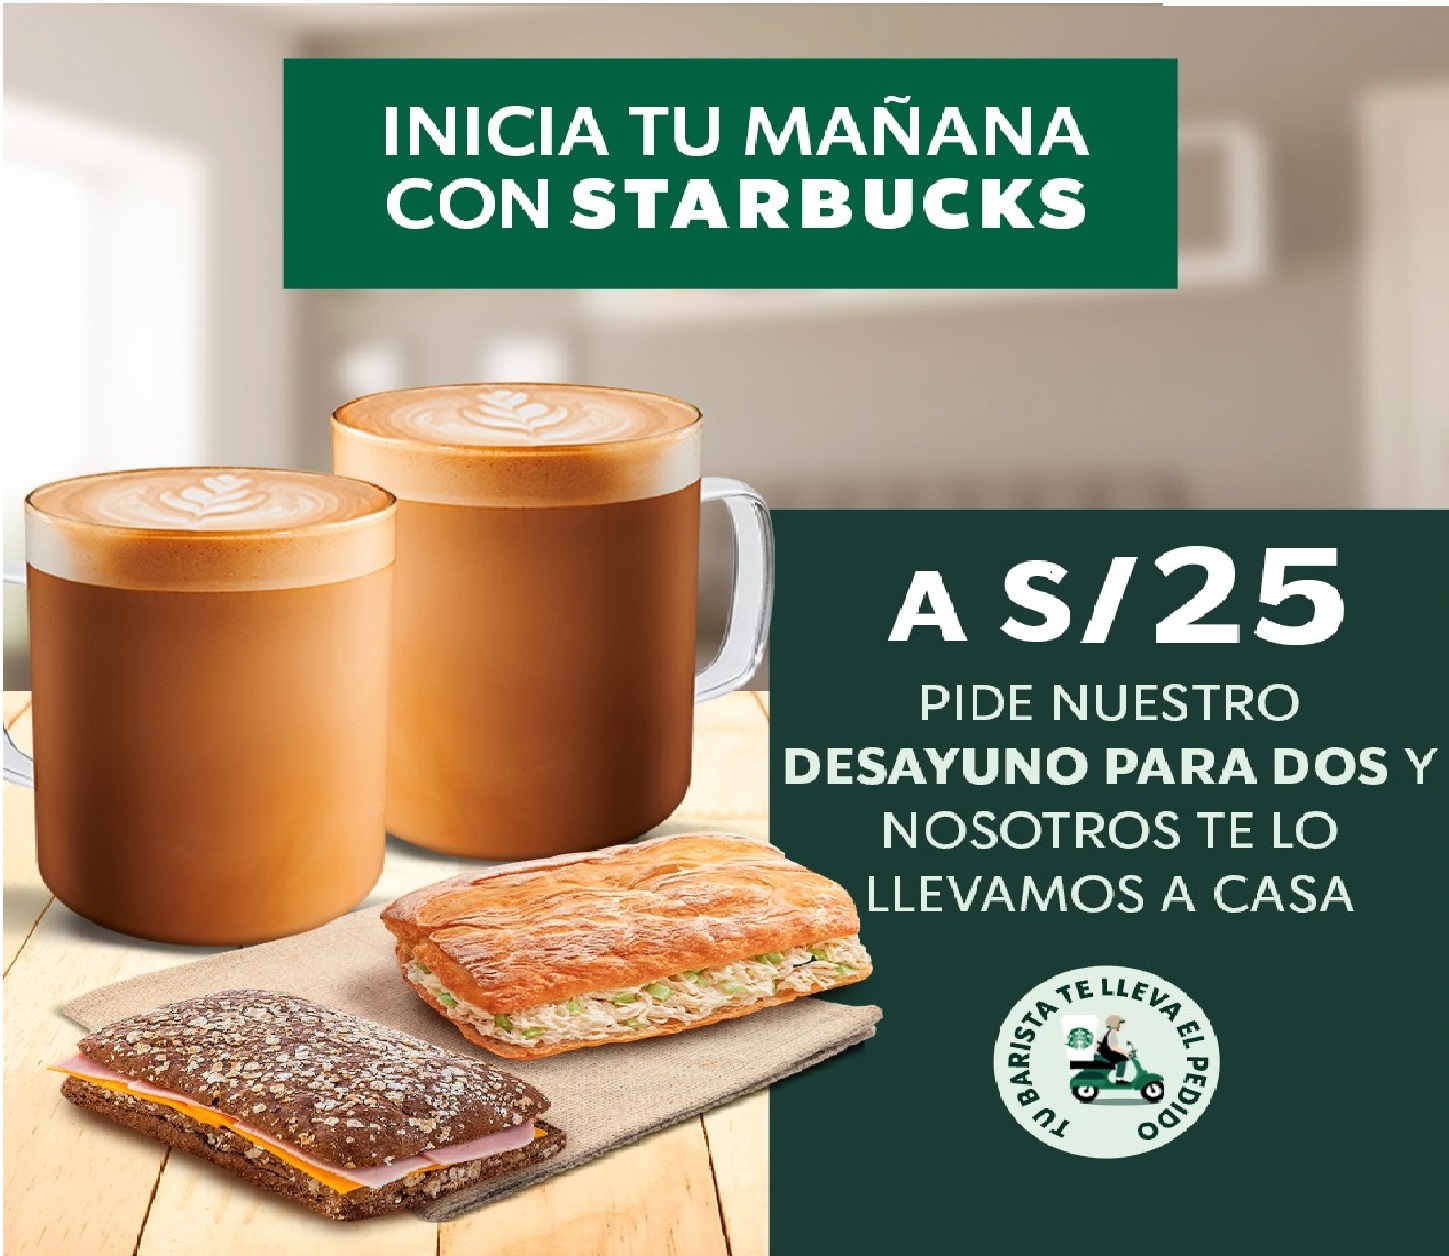 INICIA TU MAÑANA
CON STARBUCKS
A S/25
PIDE NUESTRO
DESAYUNO PARA DOS Y
NOSOTROS TE LO
LLEVAMOS A CASA
TU BARISTA TE LLEVA EL PEDIDO